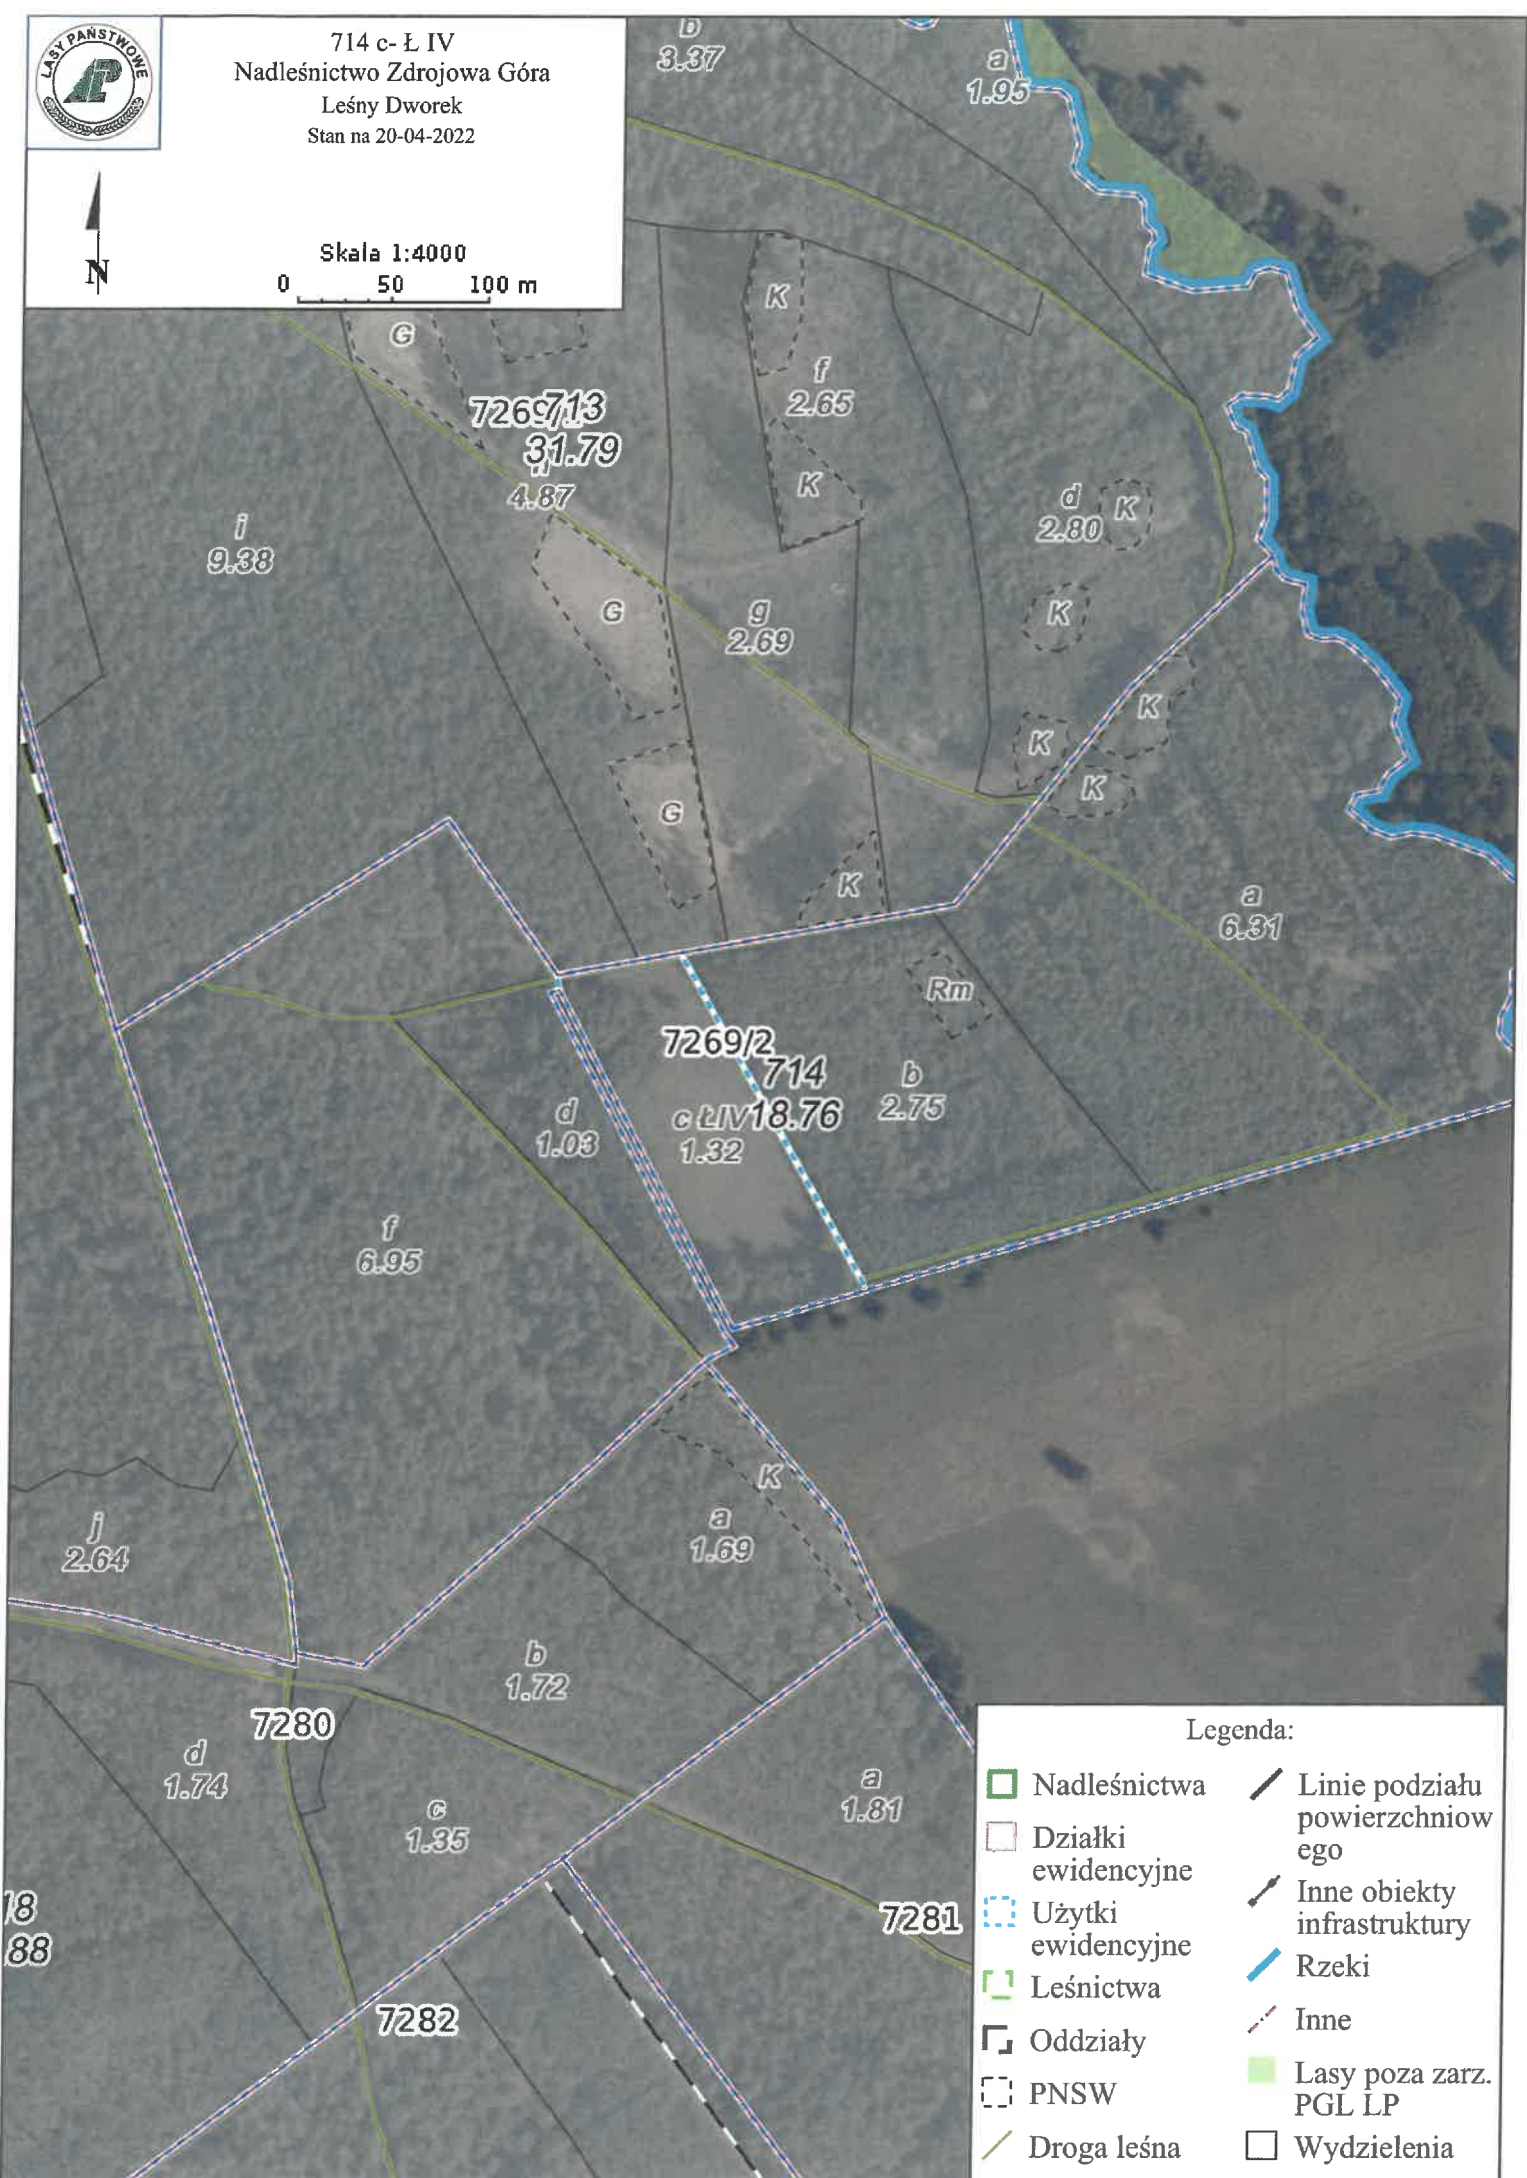 LASY PAŃSTWOWE
714 c- Ł IV
Nadleśnictwo Zdrojowa Góra
Leśny Dworek
Stan na 20-04-2022
N
Skala 1:4000
0 50 100 m
b
3.37
a
1.95
G
K
f
2.65
713
31.79
4.87
K
i
9.38
d
2.80
K
G
g
2.69
K
K
K
K
G
K
a
6.31
Rm
7269/2
714
18.76
b
2.75
d
1.03
c ŁIV
1.32
f
6.95
K
a
1.69
j
2.64
b
1.72
7280
d
1.74
c
1.35
a
1.81
7281
88
7282
Legenda:
Nadleśnictwa
Działki
ewidencyjne
Użytki
ewidencyjne
Leśnictwa
Oddziały
PNSW
Droga leśna
Linie podziału
powierzchniow
ego
Inne obiekty
infrastruktury
Rzeki
Inne
Lasy poza zarz.
PGL LP
Wydzielenia